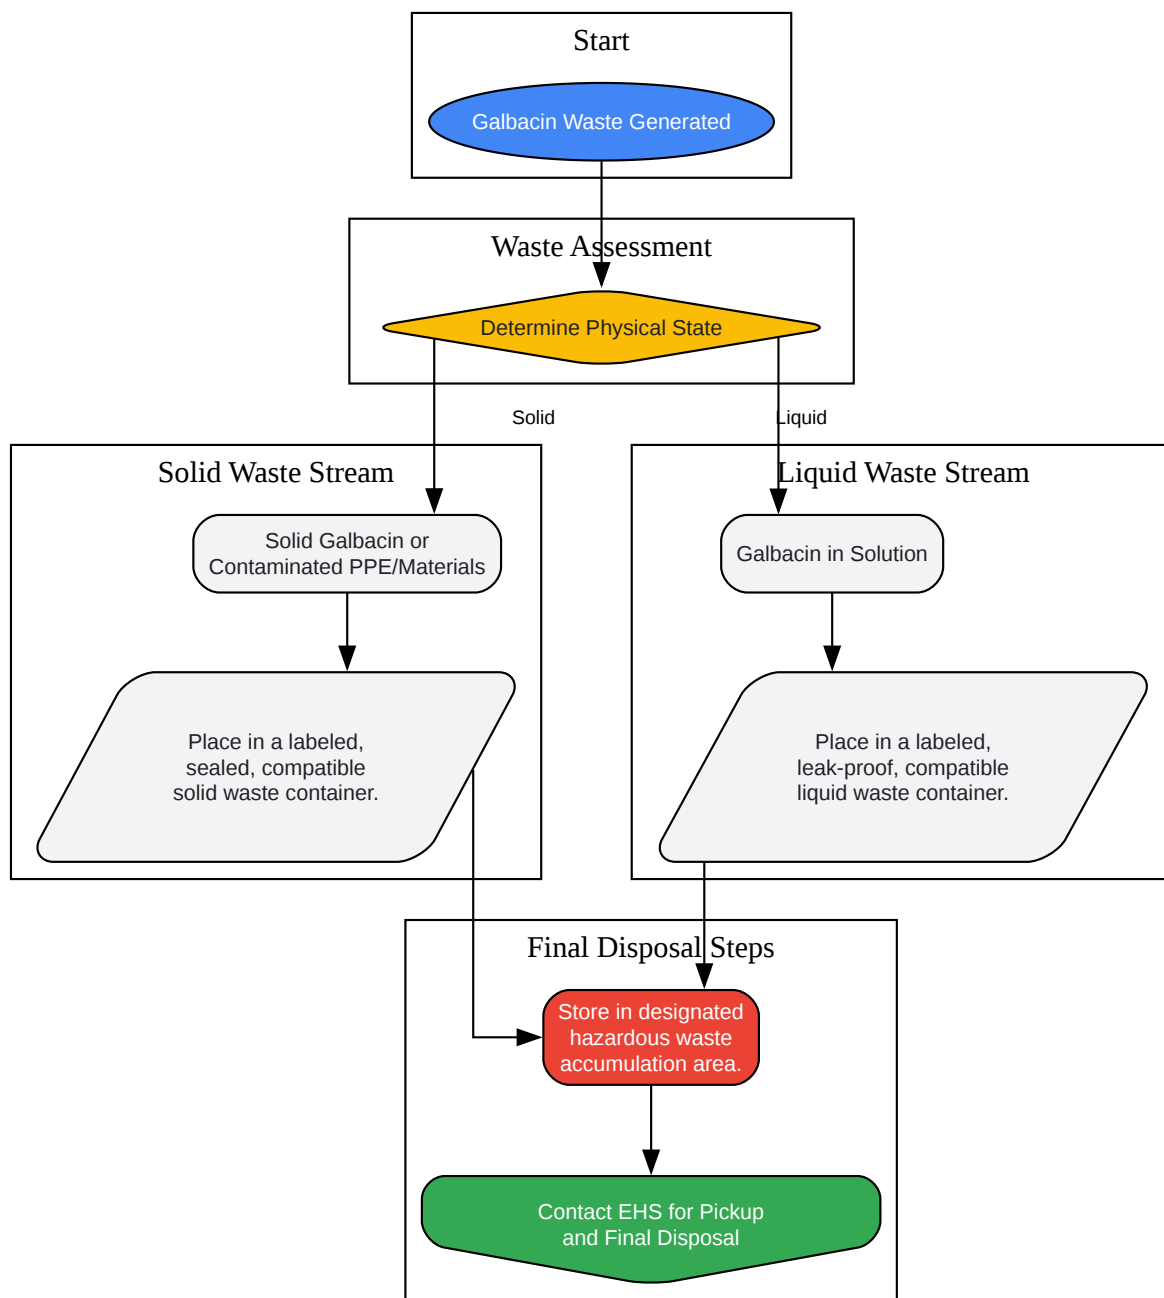 Start
Galbacin Waste Generated
Waste Assessment
Determine Physical State
Solid
Liquid
Solid Waste Stream
Solid Galbacin or
Contaminated PPE/Materials
Place in a labeled,
sealed, compatible
solid waste container.
Liquid Waste Stream
Galbacin in Solution
Place in a labeled,
leak-proof, compatible
liquid waste container.
Final Disposal Steps
Store in designated
hazardous waste
accumulation area.
Contact EHS for Pickup
and Final Disposal